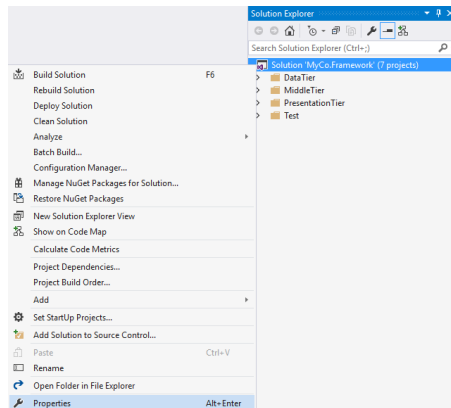 Solution Explorer
Search Solution Explorer (Ctrl+;)
Solution 'MyCo.Framework' (7 projects)
DataTier
MiddleTier
PresentationTier
Test
Build Solution F6
Rebuild Solution
Deploy Solution
Clean Solution
Analyze
Batch Build...
Configuration Manager...
Manage NuGet Packages for Solution...
Restore NuGet Packages
New Solution Explorer View
Show on Code Map
Calculate Code Metrics
Project Dependencies...
Project Build Order...
Add
Set StartUp Projects...
Add Solution to Source Control...
Paste Ctrl+V
Rename
Open Folder in File Explorer
Properties Alt+Enter